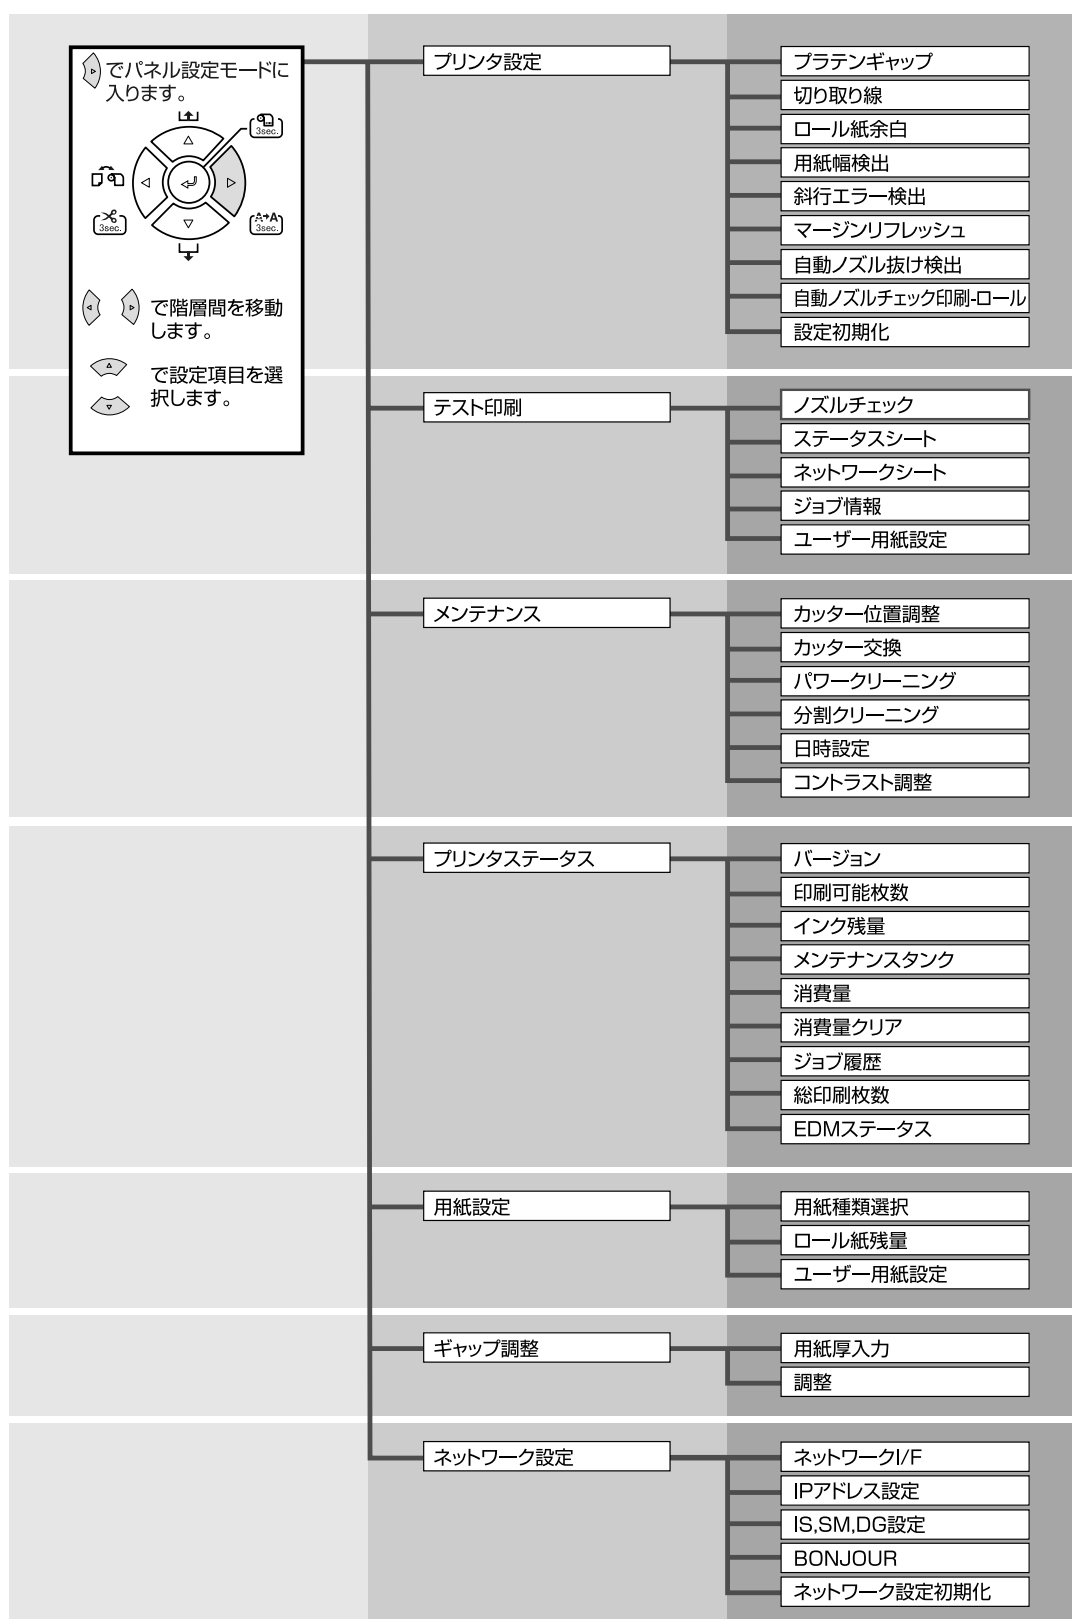 でパネル設定モードに
入ります。
3sec.
3sec.
A→A
3sec.
で階層間を移動
します。
で設定項目を選
択します。
プリンタ設定
プラテンギャップ
切り取り線
ロール紙余白
用紙幅検出
斜行エラー検出
マージンリフレッシュ
自動ノズル抜け検出
自動ノズルチェック印刷-ロール
設定初期化
テスト印刷
ノズルチェック
ステータスシート
ネットワークシート
ジョブ情報
ユーザー用紙設定
メンテナンス
カッター位置調整
カッター交換
パワークリーニング
分割クリーニング
日時設定
コントラスト調整
プリンタステータス
バージョン
印刷可能枚数
インク残量
メンテナンスタンク
消費量
消費量クリア
ジョブ履歴
総印刷枚数
EDMステータス
用紙設定
用紙種類選択
ロール紙残量
ユーザー用紙設定
ギャップ調整
用紙厚入力
調整
ネットワーク設定
ネットワークI/F
IPアドレス設定
IS,SM,DG設定
BONJOUR
ネットワーク設定初期化